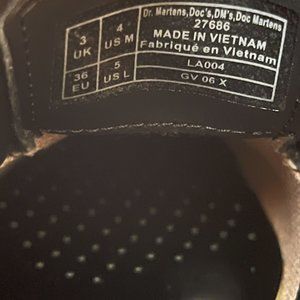 3 UK
4 US M
36 EU
5 US L
Dr. Martens,Doc's,DM's,Doc Martens
27686
MADE IN VIETNAM
Fabriqué en Vietnam
LA004
GV 06 X